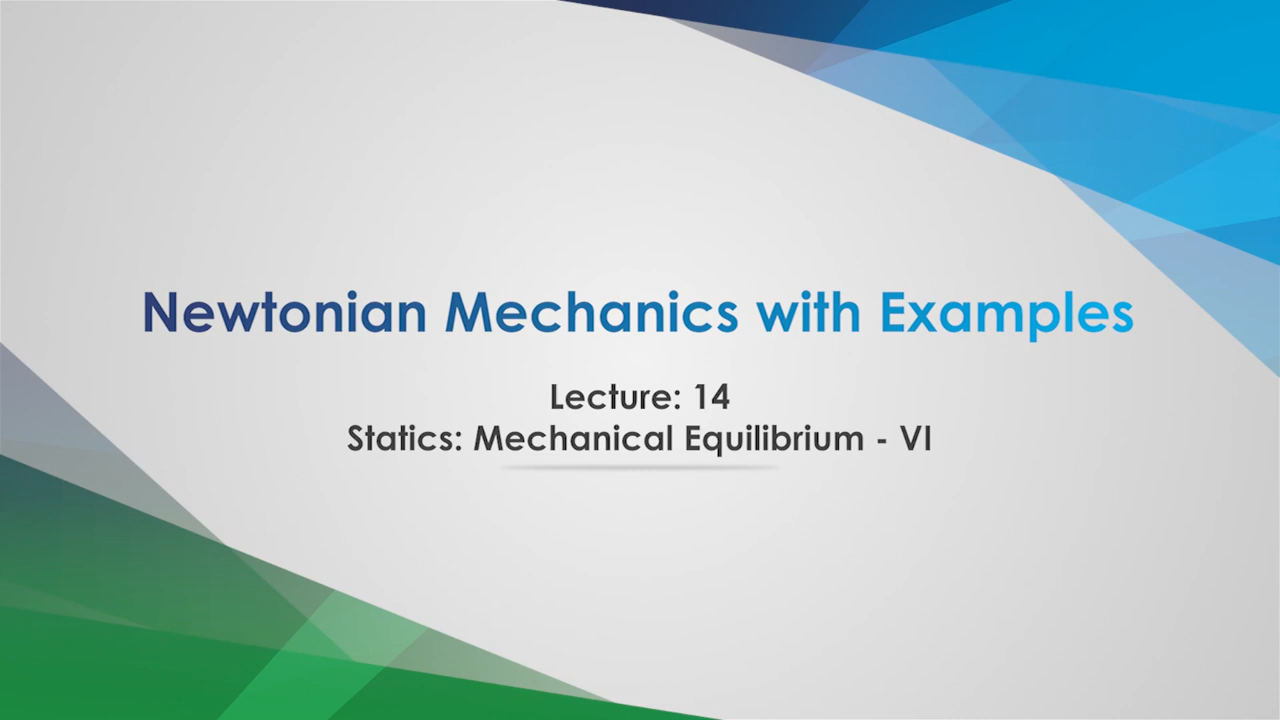 Newtonian Mechanics with Examples
Lecture: 14
Statics: Mechanical Equilibrium - VI